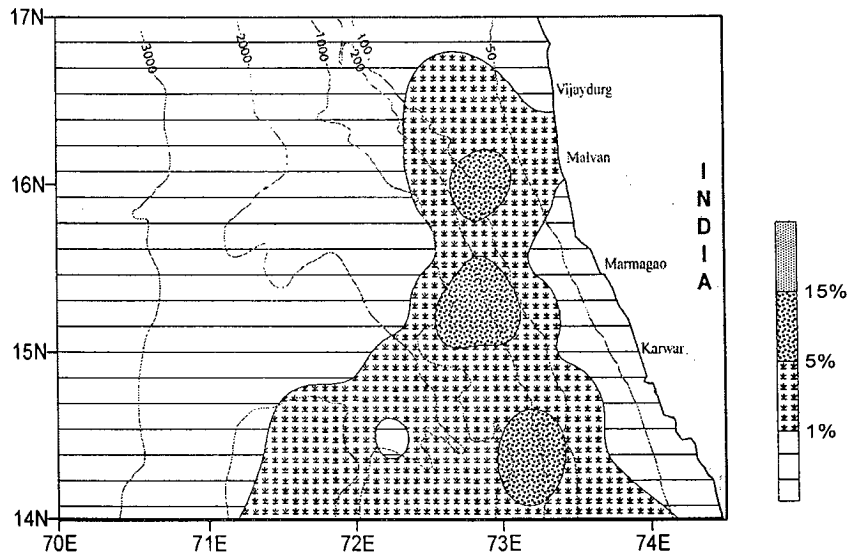 17N
16N
15N
14N
70E
71E
72E
73E
74E
3000
2000
1000
200
100
50
Vijaydurg
Malvan
Marmagao
Karwar
INDIA
15%
5%
1%